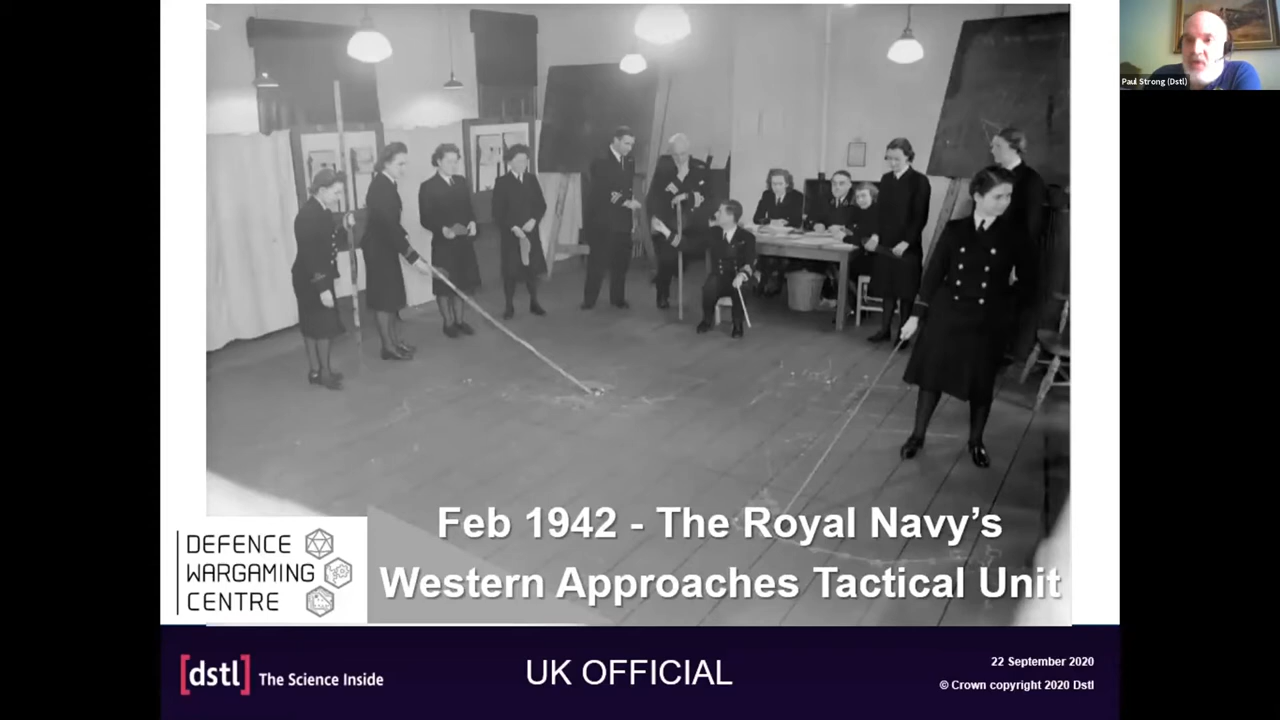 Paul Strong (Dstl)
Feb 1942 - The Royal Navy's
Western Approaches Tactical Unit
DEFENCE
WARGAMING
CENTRE
[dstl] The Science Inside
UK OFFICIAL
22 September 2020
© Crown copyright 2020 Dstl